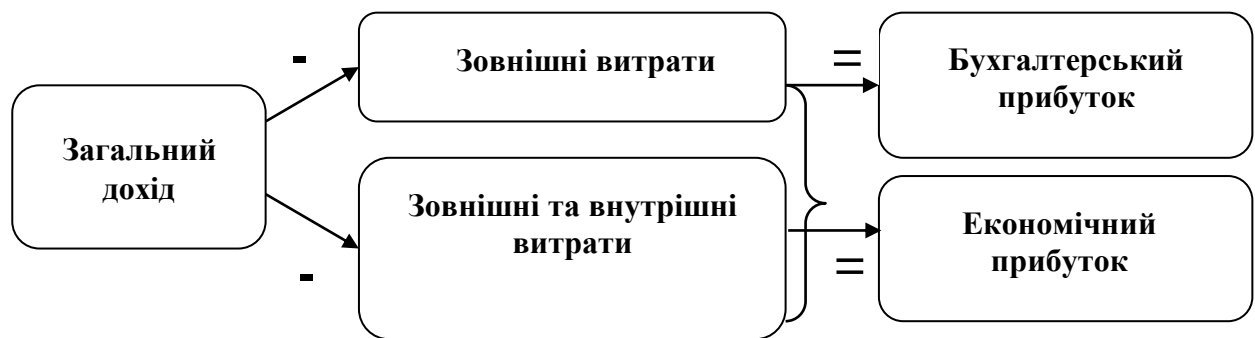 -
Зовнішні витрати
=
Бухгалтерський
прибуток
Загальний
дохід
-
Зовнішні та внутрішні
витрати
=
Економічний
прибуток